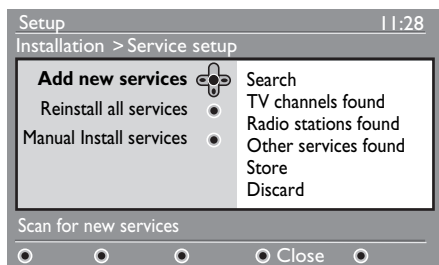 Setup 11:28
Installation > Service setup
Add new services
Reinstall all services
Manual Install services
Search
TV channels found
Radio stations found
Other services found
Store
Discard
Scan for new services
Close